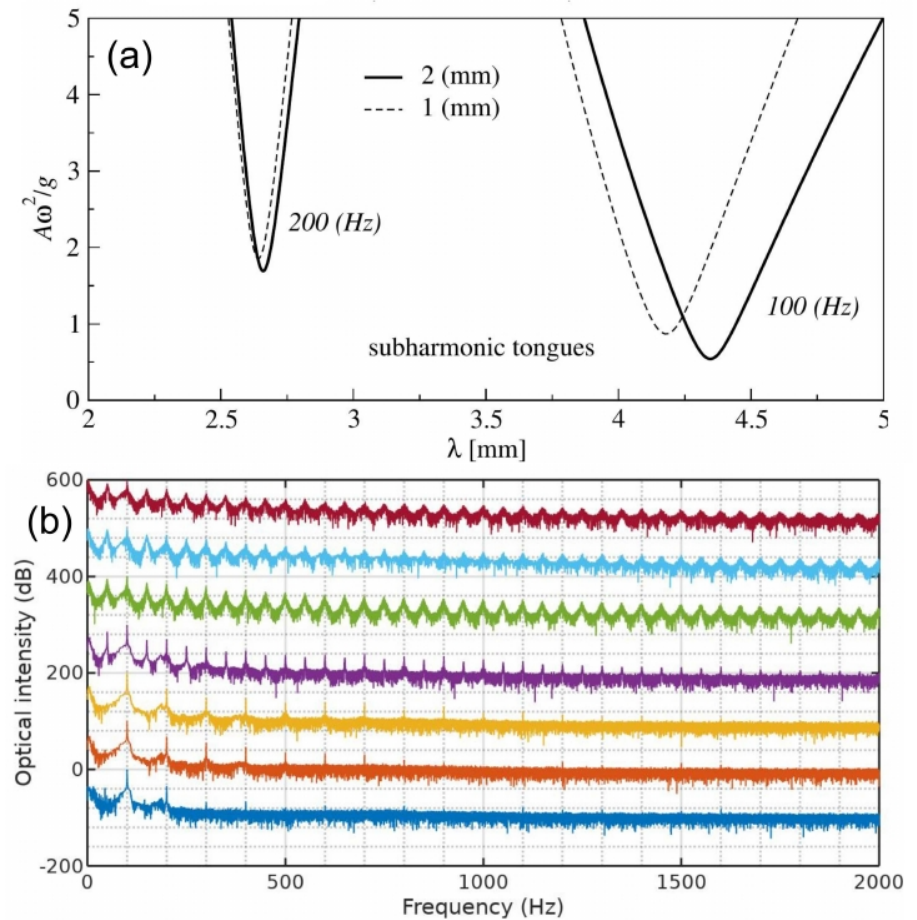 (a)
5
4
3
2
1
0
Aω²/g
2 (mm)
1 (mm)
200 (Hz)
100 (Hz)
subharmonic tongues
2 2.5 3 3.5 4 4.5 5
λ [mm]
(b)
600
400
200
0
-200
Optical intensity (dB)
0 500 1000 1500 2000
Frequency (Hz)